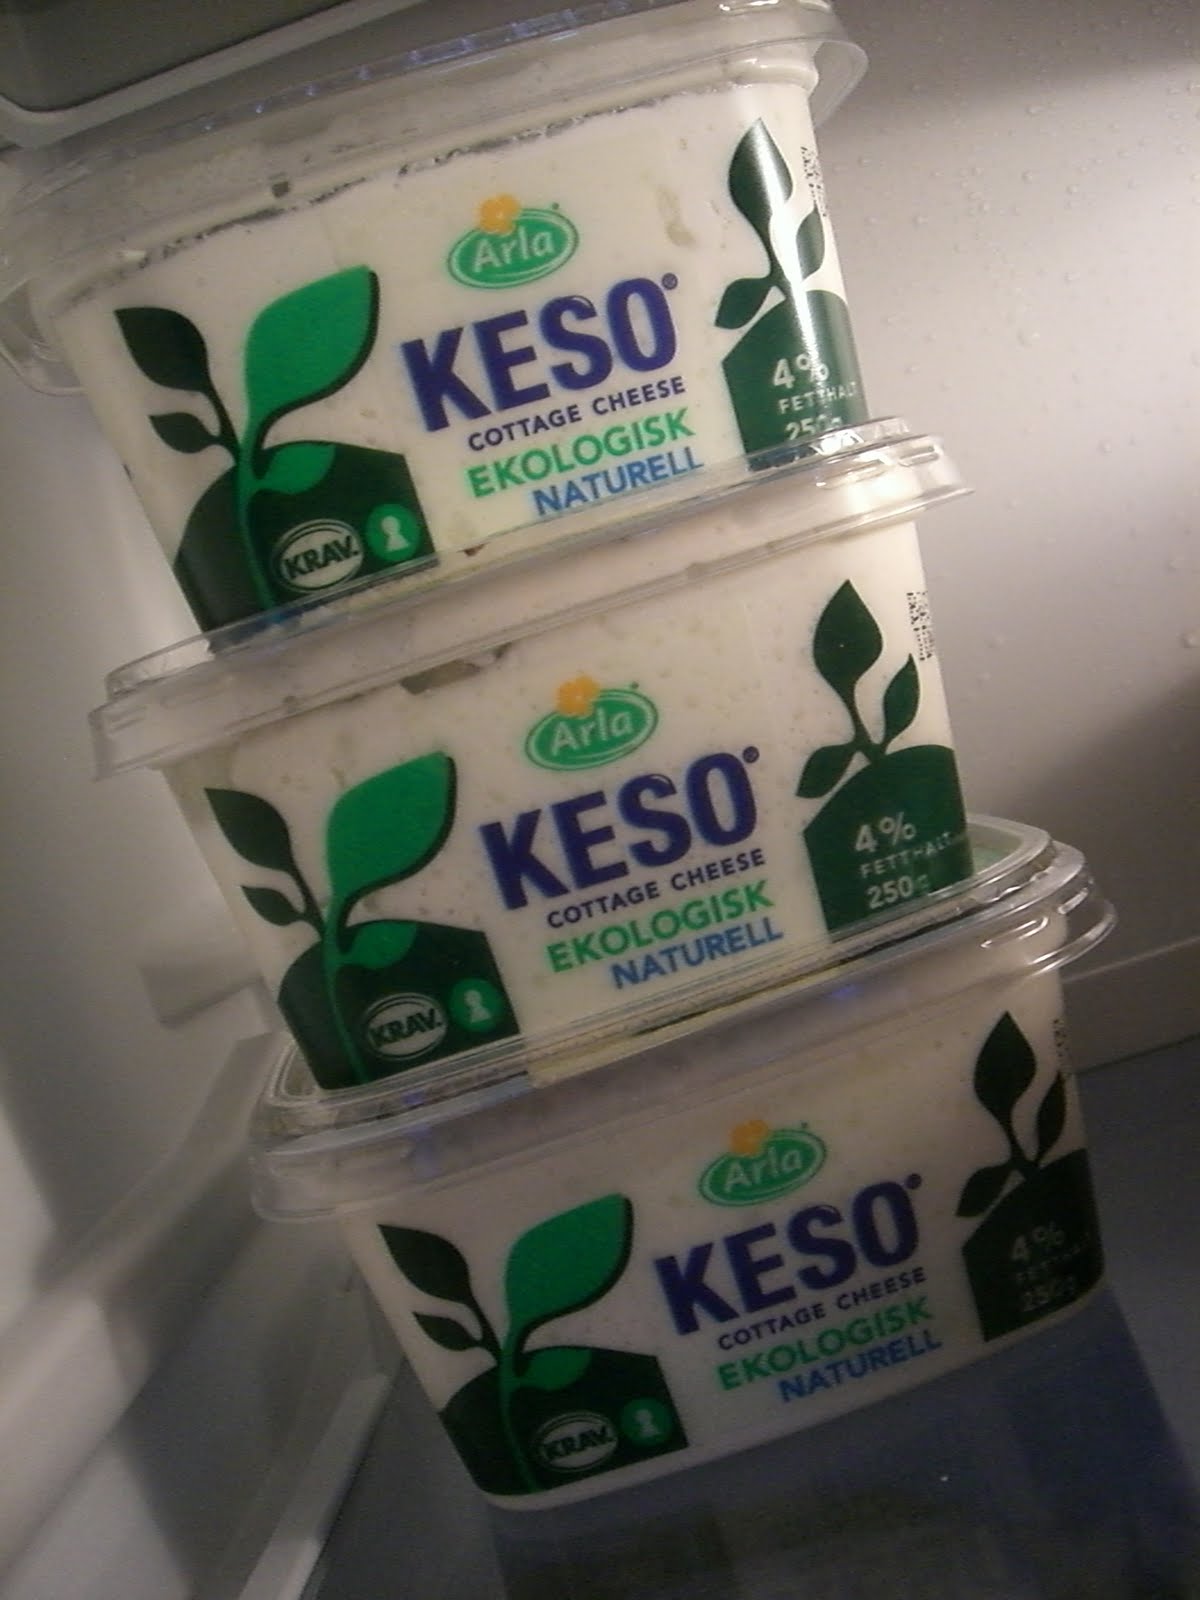 Arla
KESO®
COTTAGE CHEESE
EKOLOGISK
NATURELL
KRAV.
4%
FETTHALT
250g
Arla
KESO®
COTTAGE CHEESE
EKOLOGISK
NATURELL
KRAV.
4%
FETTHALT
250g
Arla
KESO®
COTTAGE CHEESE
EKOLOGISK
NATURELL
KRAV.
4%
FETTHALT
250g